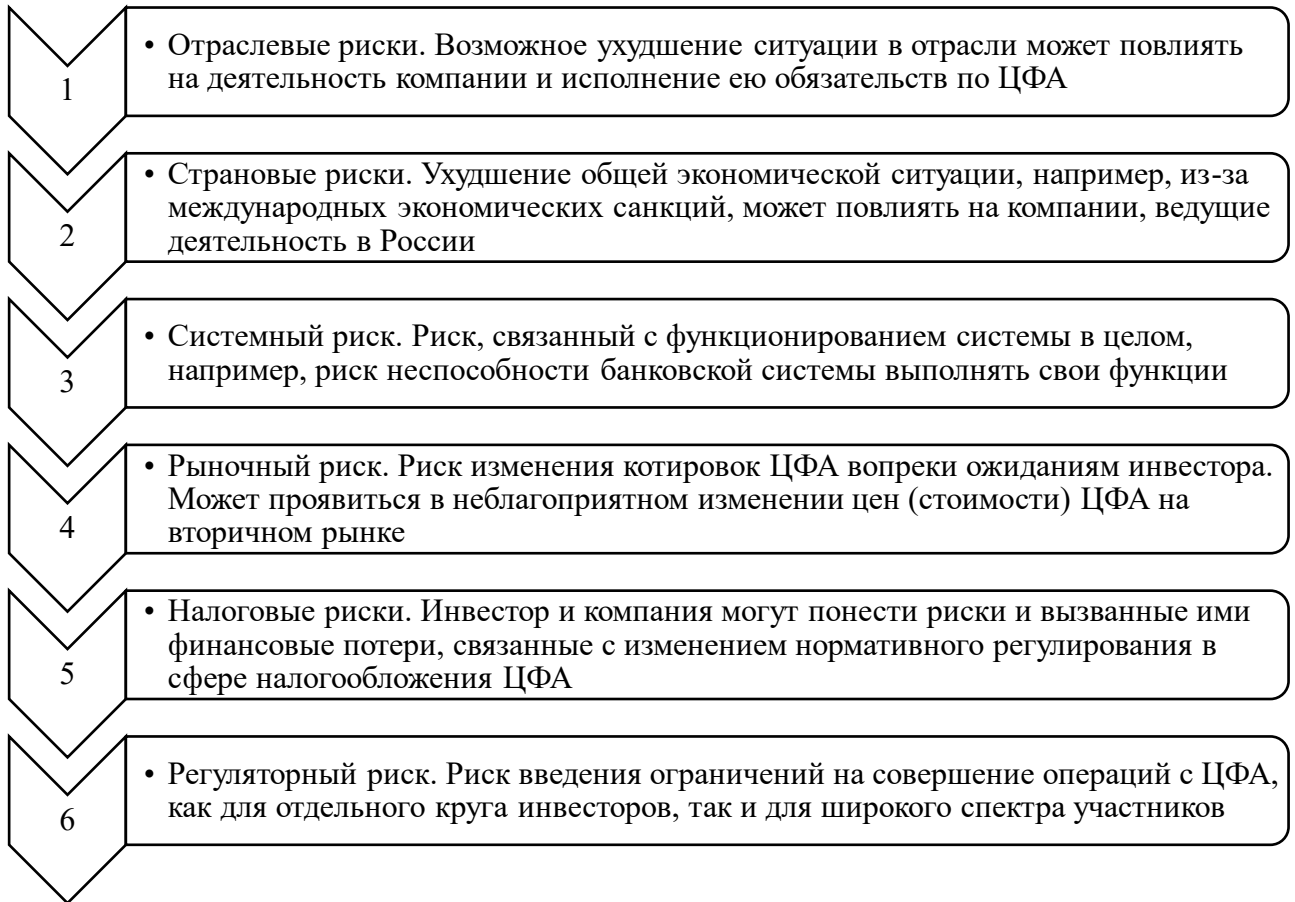 1
• Отраслевые риски. Возможное ухудшение ситуации в отрасли может повлиять
на деятельность компании и исполнение ею обязательств по ЦФА
2
• Страновые риски. Ухудшение общей экономической ситуации, например, из-за
международных экономических санкций, может повлиять на компании, ведущие
деятельность в России
3
• Системный риск. Риск, связанный с функционированием системы в целом,
например, риск неспособности банковской системы выполнять свои функции
4
• Рыночный риск. Риск изменения котировок ЦФА вопреки ожиданиям инвестора.
Может проявиться в неблагоприятном изменении цен (стоимости) ЦФА на
вторичном рынке
5
• Налоговые риски. Инвестор и компания могут понести риски и вызванные ими
финансовые потери, связанные с изменением нормативного регулирования в
сфере налогообложения ЦФА
6
• Регуляторный риск. Риск введения ограничений на совершение операций с ЦФА,
как для отдельного круга инвесторов, так и для широкого спектра участников